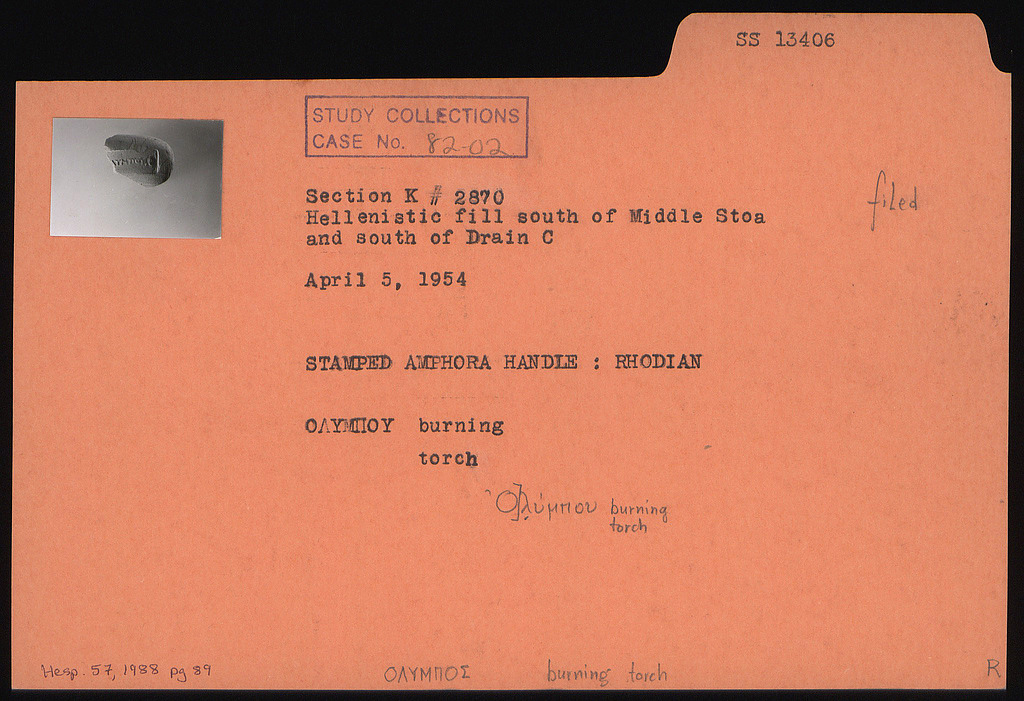 SS 13406
STUDY COLLECTIONS
CASE No. 82-02
filed
Section K # 2870
Hellenistic fill south of Middle Stoa
and south of Drain C
April 5, 1954
STAMPED AMPHORA HANDLE : RHODIAN
ΟΛΥΜΠΟΥ burning
torch
Ὀ]λύμπου burning
torch
Hesp. 57, 1988 pg 89
ΟΛΥΜΠΟΣ burning torch
R